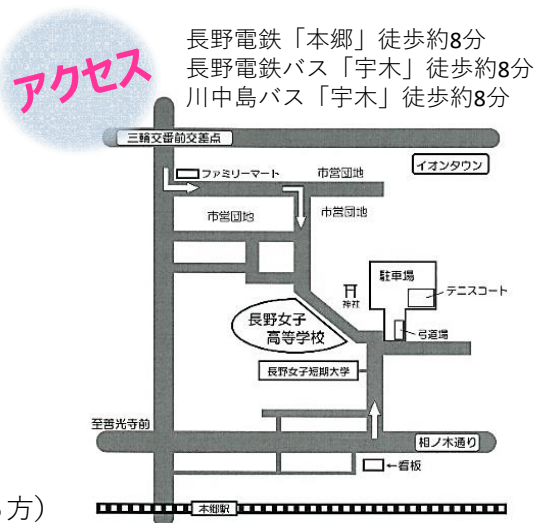 アクセス
長野電鉄「本郷」徒歩約8分
長野電鉄バス「宇木」徒歩約8分
川中島バス「宇木」徒歩約8分
三輪交番前交差点
イオンタウン
ファミリーマート
市営団地
市営団地
市営団地
駐車場
テニスコート
神社
弓道場
長野女子
高等学校
長野女子短期大学
至善光寺前
相ノ木通り
←看板
本郷駅
方）